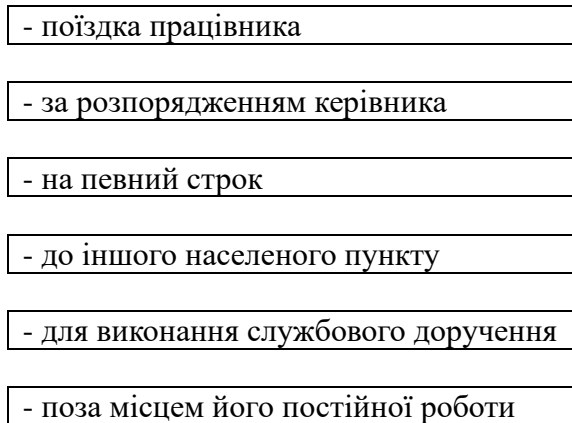 - поїздка працівника
- за розпорядженням керівника
- на певний строк
- до іншого населеного пункту
- для виконання службового доручення
- поза місцем його постійної роботи